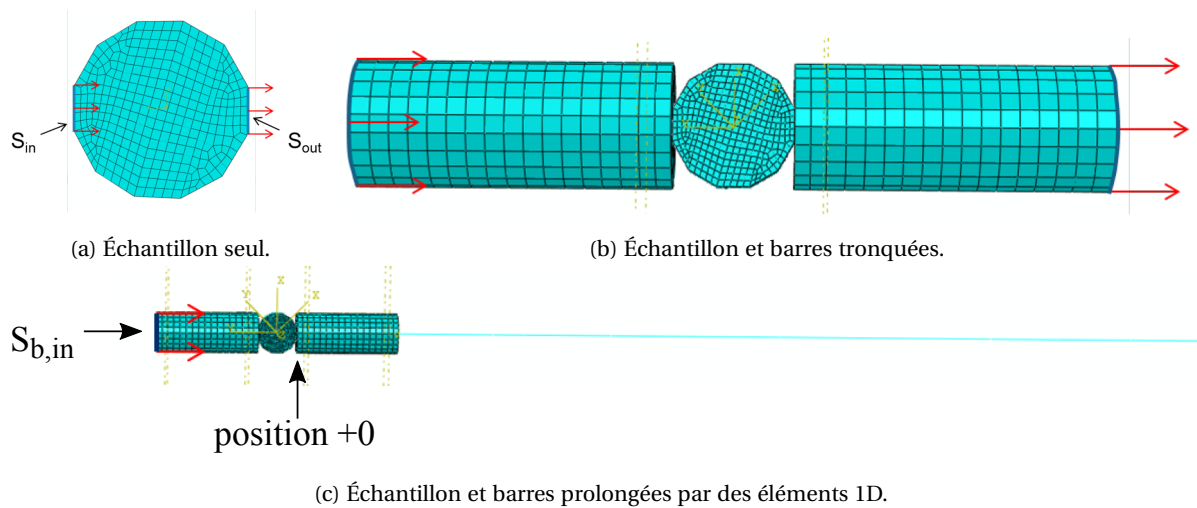 S_in
S_out
(a) Échantillon seul.
(b) Échantillon et barres tronquées.
S_b,in
position +0
(c) Échantillon et barres prolongées par des éléments 1D.